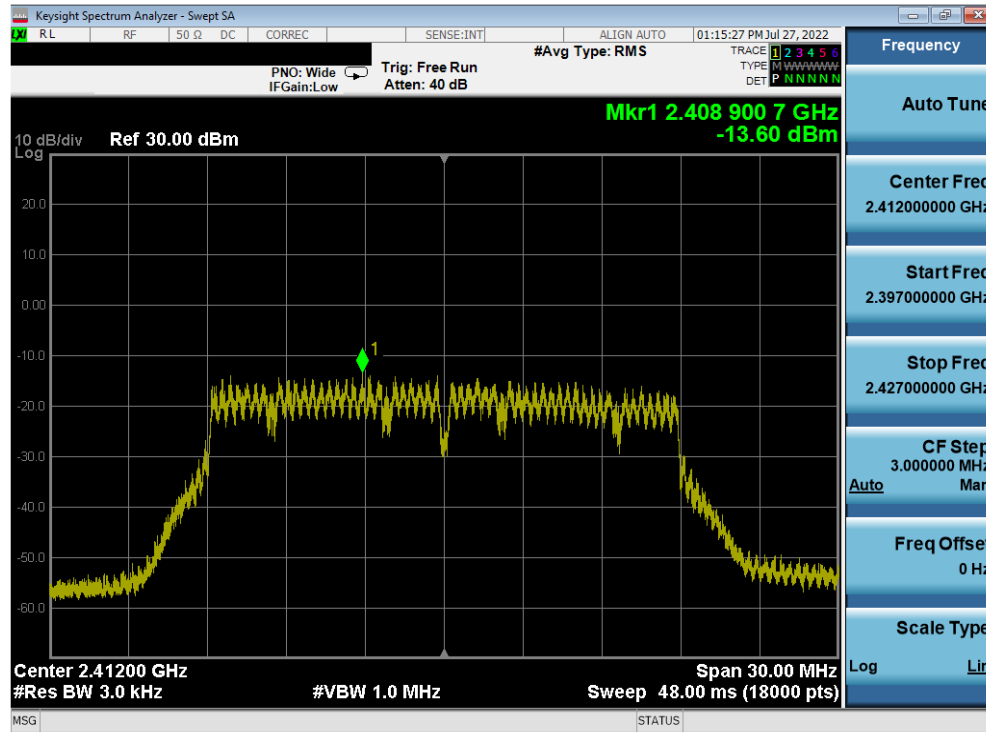 Keysight Spectrum Analyzer - Swept SA
LXI RL RF 50 Ω DC CORREC SENSE:INT ALIGN AUTO 01:15:27 PM Jul 27, 2022
#Avg Type: RMS TRACE 1 2 3 4 5 6
PNO: Wide Trig: Free Run TYPE M WWWWW
IFGain:Low Atten: 40 dB DET P N N N N N
Mkr1 2.408 900 7 GHz
-13.60 dBm
10 dB/div Ref 30.00 dBm
Log
20.0
10.0
0.00
-10.0
1
-20.0
-30.0
-40.0
-50.0
-60.0
Center 2.41200 GHz Span 30.00 MHz
#Res BW 3.0 kHz #VBW 1.0 MHz Sweep 48.00 ms (18000 pts)
MSG STATUS
Frequency
Auto Tune
Center Freq
2.412000000 GHz
Start Freq
2.397000000 GHz
Stop Freq
2.427000000 GHz
CF Step
3.000000 MHz
Auto Man
Freq Offset
0 Hz
Scale Type
Log Lin